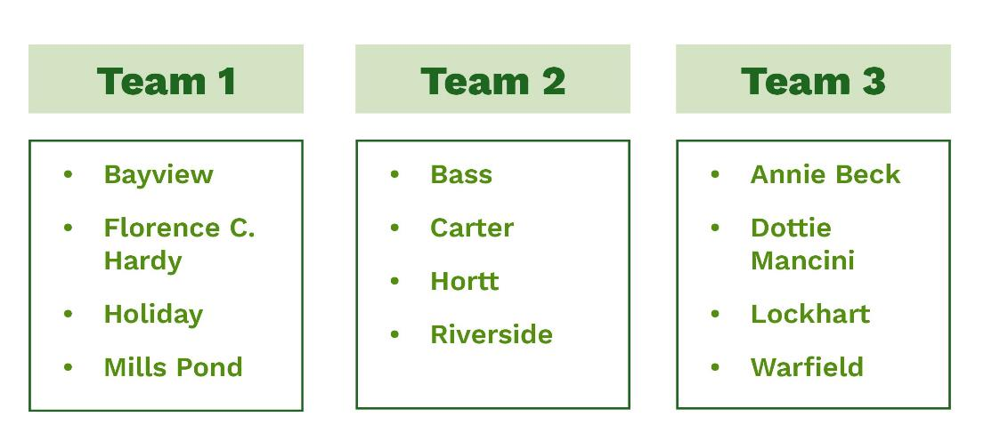 Team 1
• Bayview
• Florence C.
Hardy
• Holiday
• Mills Pond
Team 2
• Bass
• Carter
• Hortt
• Riverside
Team 3
• Annie Beck
• Dottie
Mancini
• Lockhart
• Warfield